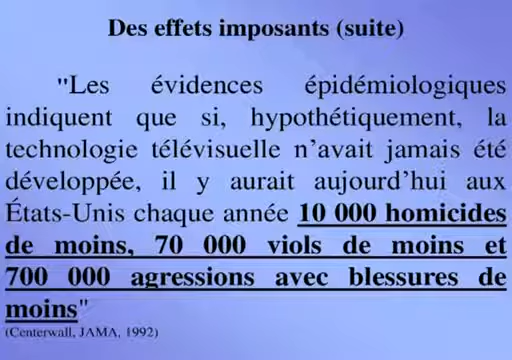 Des effets imposants (suite)
"Les évidences épidémiologiques
indiquent que si, hypothétiquement, la
technologie télévisuelle n'avait jamais été
développée, il y aurait aujourd'hui aux
États-Unis chaque année 10 000 homicides
de moins, 70 000 viols de moins et
700 000 agressions avec blessures de
moins"
(Centerwall, JAMA, 1992)